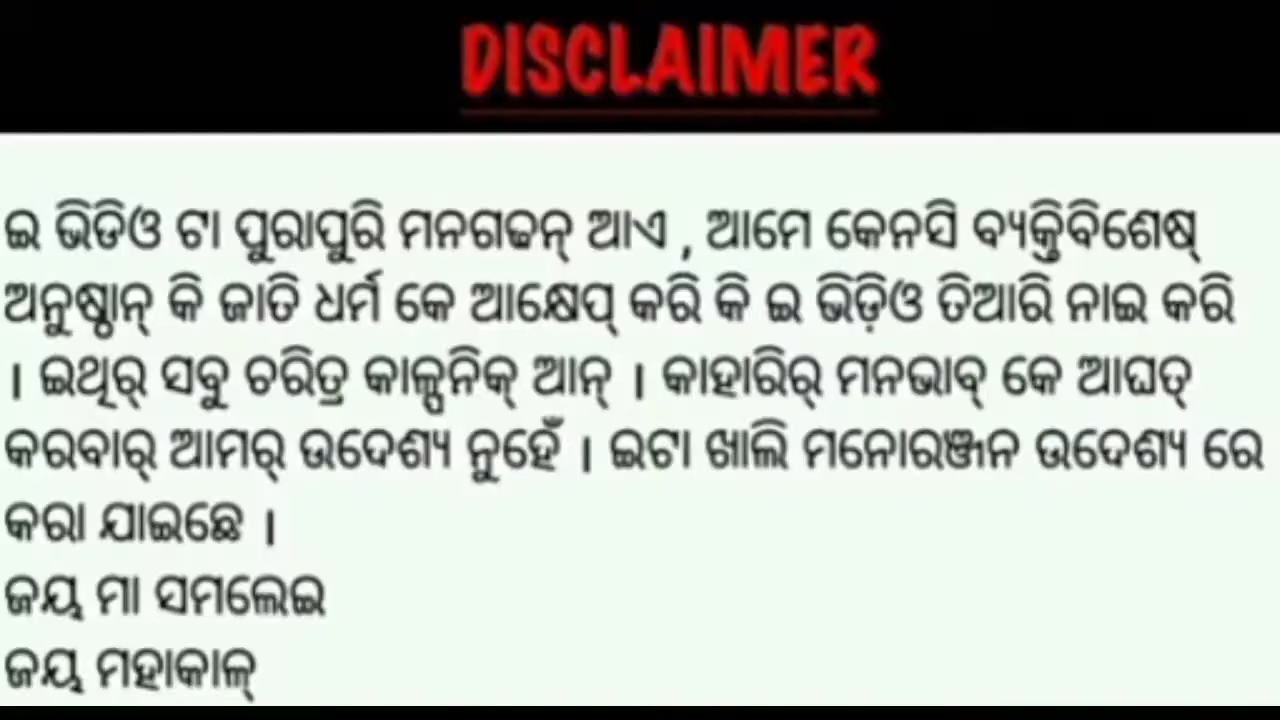 DISCLAIMER
ଇ ଭିଡିଓ ଟା ପୁରାପୁରି ମନଗଢନ୍ ଆଏ , ଆମେ କେନସି ବ୍ୟକ୍ତିବିଶେଷ୍
ଅନୁଷ୍ଠାନ୍ କି ଜାତି ଧର୍ମ କେ ଆକ୍ଷେପ୍ କରି କି ଇ ଭିଡ଼ିଓ ତିଆରି ନାଇ କରି
। ଇଥିର୍ ସବୁ ଚରିତ୍ର କାଳ୍ପନିକ୍ ଆନ୍ । କାହାରିର୍ ମନଭାବ୍ କେ ଆଘତ୍
କରବାର୍ ଆମର୍ ଉଦେଶ୍ୟ ନୁହେଁ । ଇଟା ଖାଲି ମନୋରଞ୍ଜନ ଉଦେଶ୍ୟ ରେ
କରା ଯାଇଛେ ।
ଜୟ ମା ସମଲେଇ
ଜୟ ମହାକାଳ୍